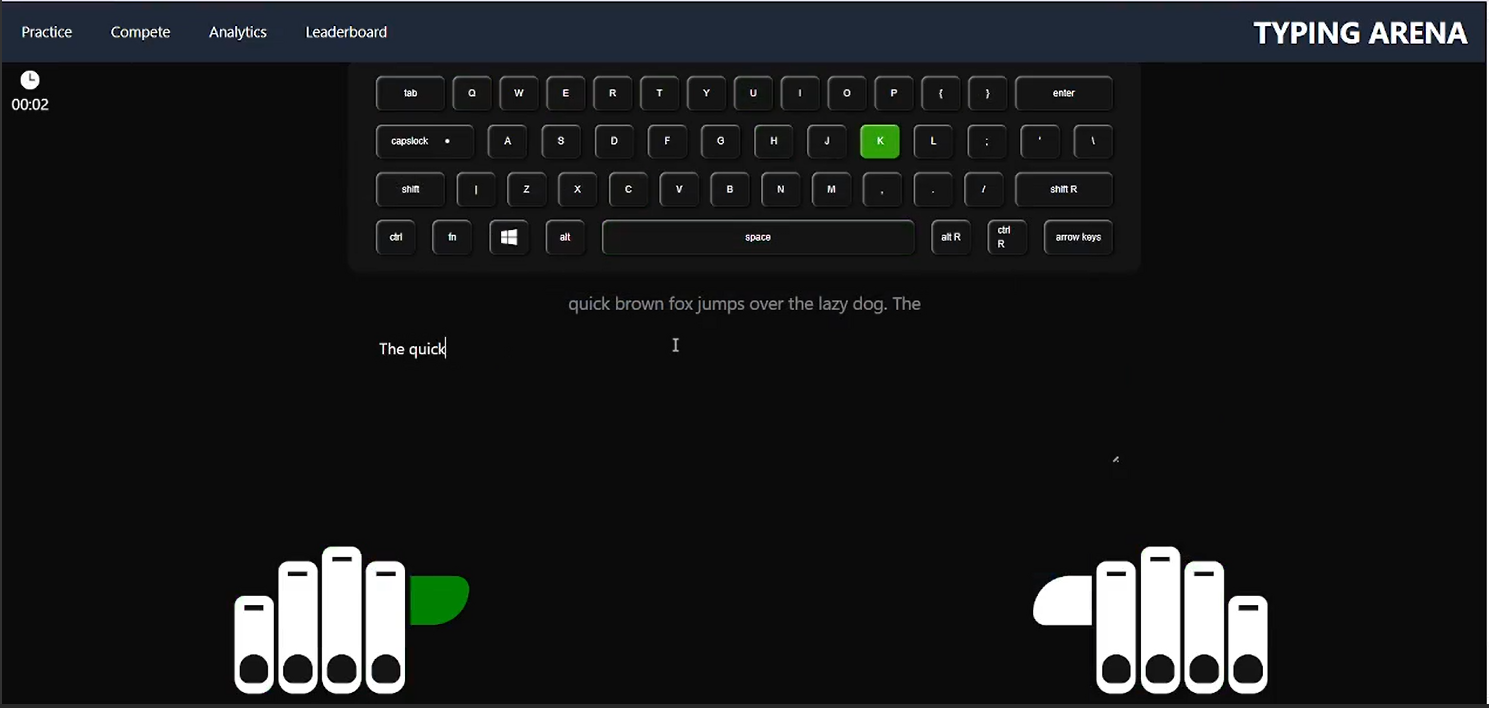 Practice Compete Analytics Leaderboard TYPING ARENA
00:02
tab Q W E R T Y U I O P { } enter
capslock A S D F G H J K L ; ' \
shift | Z X C V B N M , . / shift R
ctrl fn alt space alt R ctrl R arrow keys
quick brown fox jumps over the lazy dog. The
The quick